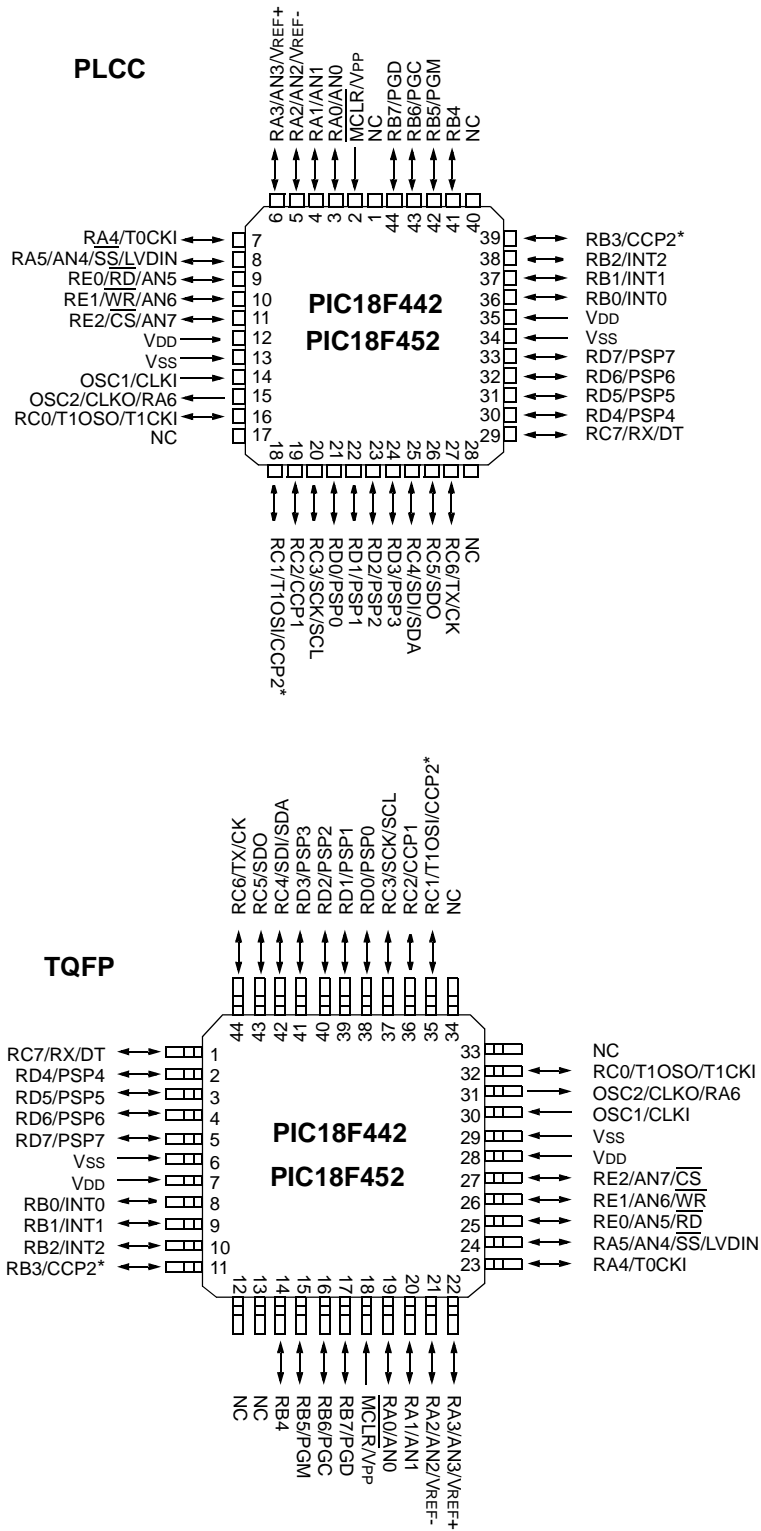 PLCC
RA3/AN3/VREF+
RA2/AN2/VREF-
RA1/AN1
RA0/AN0
MCLR/VPP
NC
RB7/PGD
RB6/PGC
RB5/PGM
RB4
NC
6 5 4 3 2 1 44 43 42 41 40
RA4/T0CKI 7
RA5/AN4/SS/LVDIN 8
RE0/RD/AN5 9
RE1/WR/AN6 10
RE2/CS/AN7 11
VDD 12
VSS 13
OSC1/CLKI 14
OSC2/CLKO/RA6 15
RC0/T1OSO/T1CKI 16
NC 17
PIC18F442
PIC18F452
39 RB3/CCP2*
38 RB2/INT2
37 RB1/INT1
36 RB0/INT0
35 VDD
34 VSS
33 RD7/PSP7
32 RD6/PSP6
31 RD5/PSP5
30 RD4/PSP4
29 RC7/RX/DT
18 19 20 21 22 23 24 25 26 27 28
RC1/T1OSI/CCP2*
RC2/CCP1
RC3/SCK/SCL
RD0/PSP0
RD1/PSP1
RD2/PSP2
RD3/PSP3
RC4/SDI/SDA
RC5/SDO
RC6/TX/CK
NC
TQFP
RC6/TX/CK
RC5/SDO
RC4/SDI/SDA
RD3/PSP3
RD2/PSP2
RD1/PSP1
RD0/PSP0
RC3/SCK/SCL
RC2/CCP1
RC1/T1OSI/CCP2*
NC
44 43 42 41 40 39 38 37 36 35 34
RC7/RX/DT 1
RD4/PSP4 2
RD5/PSP5 3
RD6/PSP6 4
RD7/PSP7 5
VSS 6
VDD 7
RB0/INT0 8
RB1/INT1 9
RB2/INT2 10
RB3/CCP2* 11
PIC18F442
PIC18F452
33 NC
32 RC0/T1OSO/T1CKI
31 OSC2/CLKO/RA6
30 OSC1/CLKI
29 VSS
28 VDD
27 RE2/AN7/CS
26 RE1/AN6/WR
25 RE0/AN5/RD
24 RA5/AN4/SS/LVDIN
23 RA4/T0CKI
12 13 14 15 16 17 18 19 20 21 22
NC
NC
RB4
RB5/PGM
RB6/PGC
RB7/PGD
MCLR/VPP
RA0/AN0
RA1/AN1
RA2/AN2/VREF-
RA3/AN3/VREF+